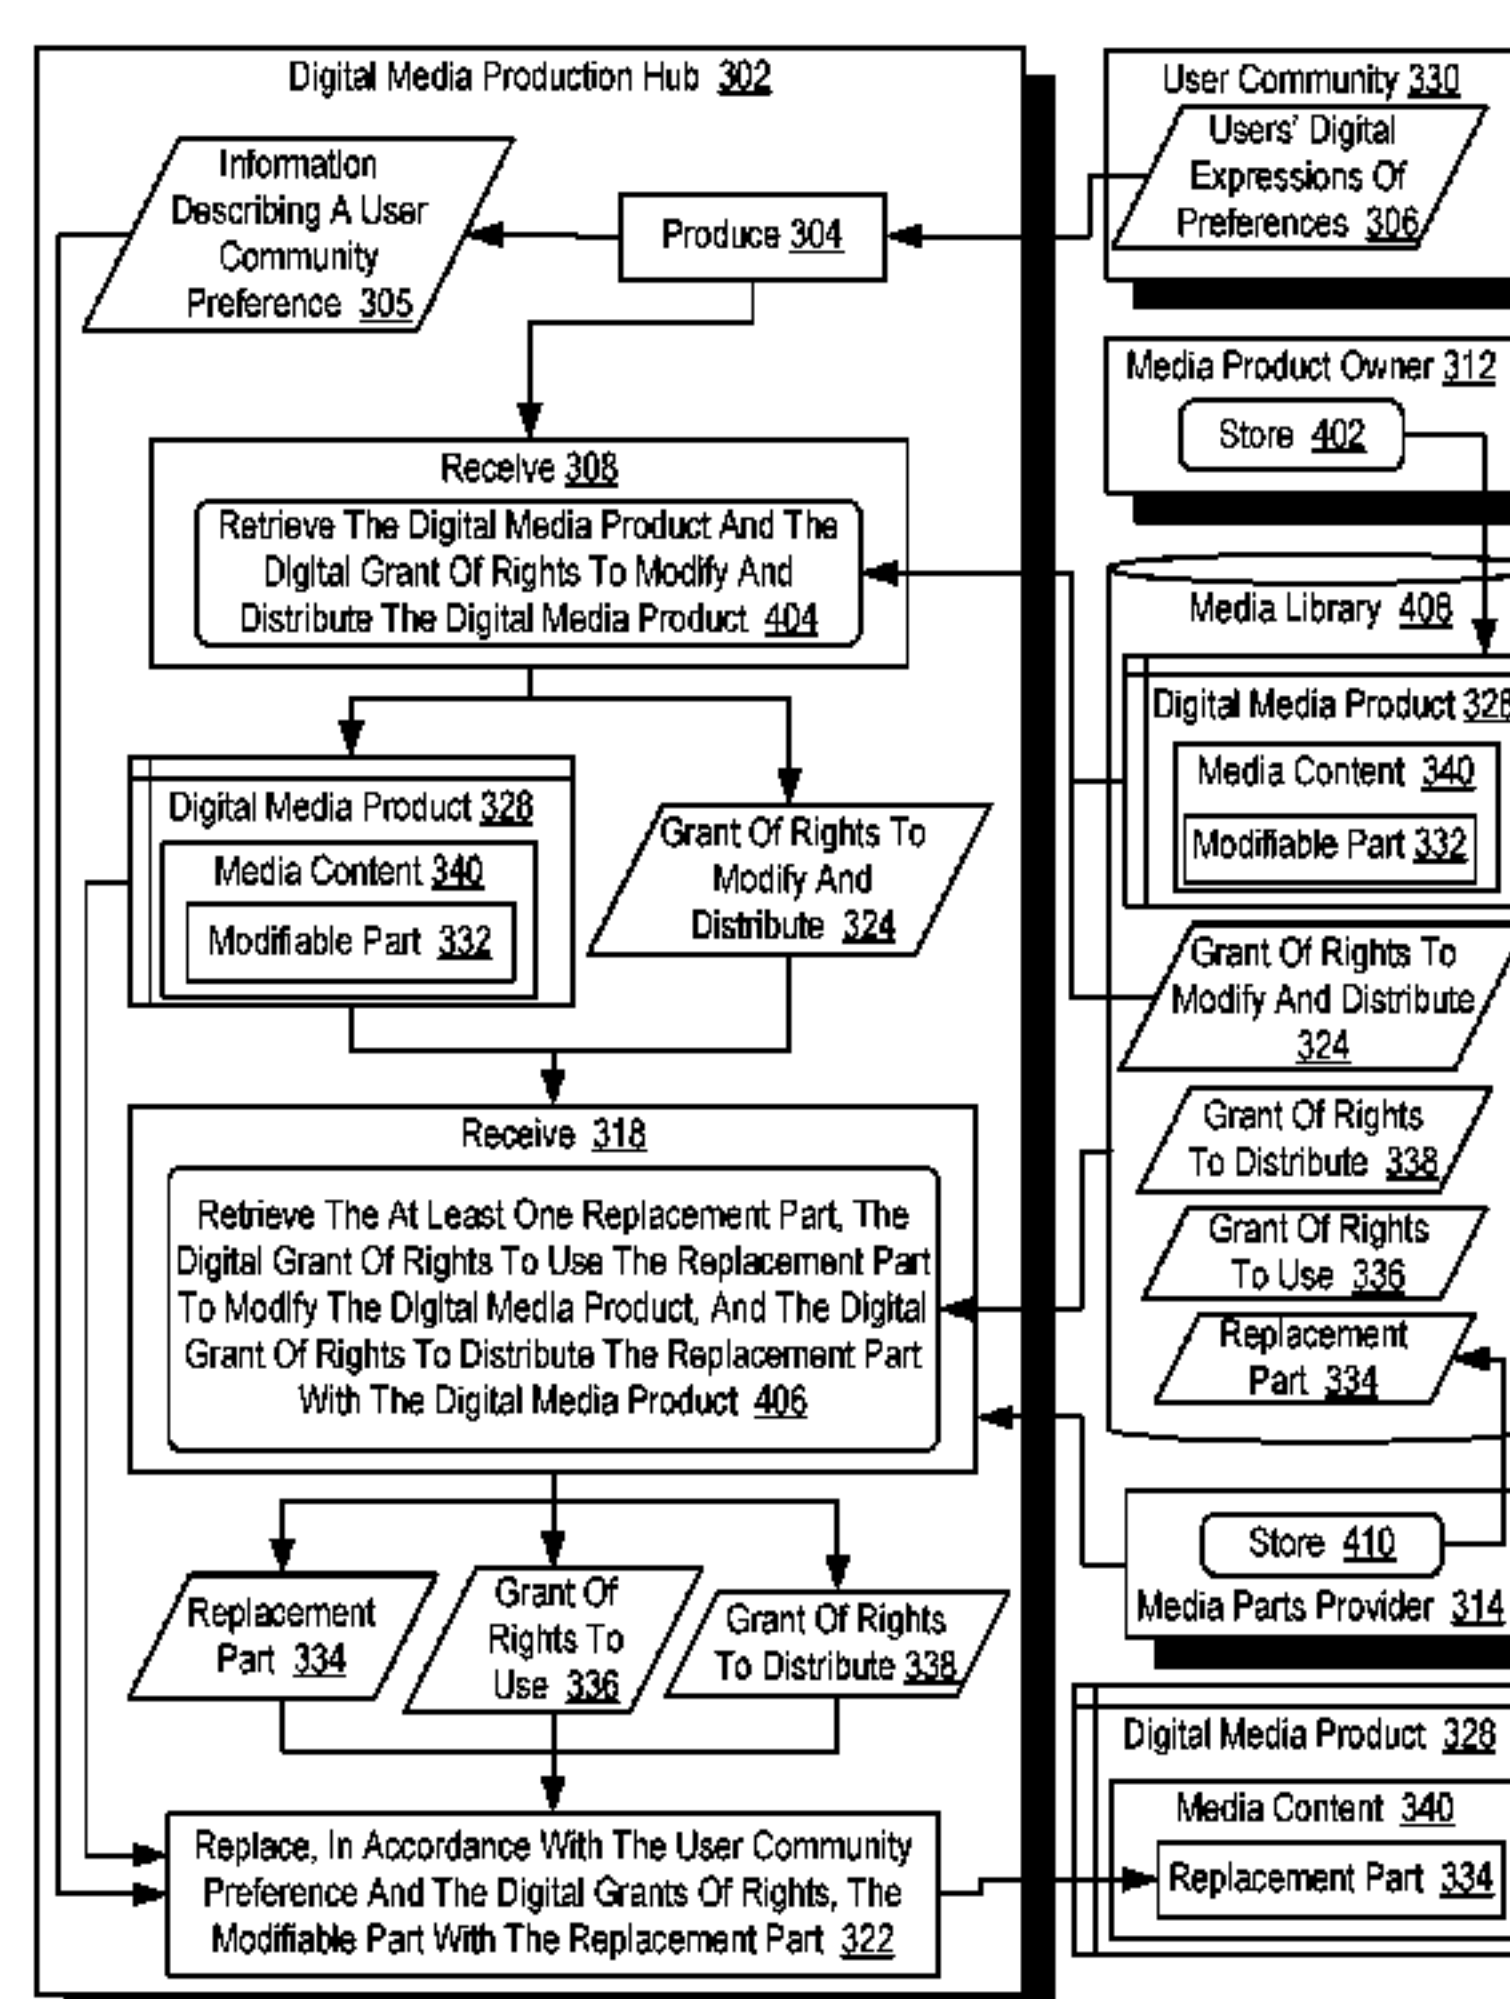 Digital Media Production Hub 302
Information
Describing A User
Community
Preference 305
Produce 304
Receive 308
Retrieve The Digital Media Product And The
Digital Grant Of Rights To Modify And
Distribute The Digital Media Product 404
Digital Media Product 328
Media Content 340
Modifiable Part 332
Grant Of Rights To
Modify And
Distribute 324
Receive 318
Retrieve The At Least One Replacement Part, The
Digital Grant Of Rights To Use The Replacement Part
To Modify The Digital Media Product, And The Digital
Grant Of Rights To Distribute The Replacement Part
With The Digital Media Product 406
Replacement
Part 334
Grant Of
Rights To
Use 336
Grant Of Rights
To Distribute 338
Replace, In Accordance With The User Community
Preference And The Digital Grants Of Rights, The
Modifiable Part With The Replacement Part 322
User Community 330
Users' Digital
Expressions Of
Preferences 306
Media Product Owner 312
Store 402
Media Library 408
Digital Media Product 328
Media Content 340
Modifiable Part 332
Grant Of Rights To
Modify And Distribute
324
Grant Of Rights
To Distribute 338
Grant Of Rights
To Use 336
Replacement
Part 334
Store 410
Media Parts Provider 314
Digital Media Product 328
Media Content 340
Replacement Part 334